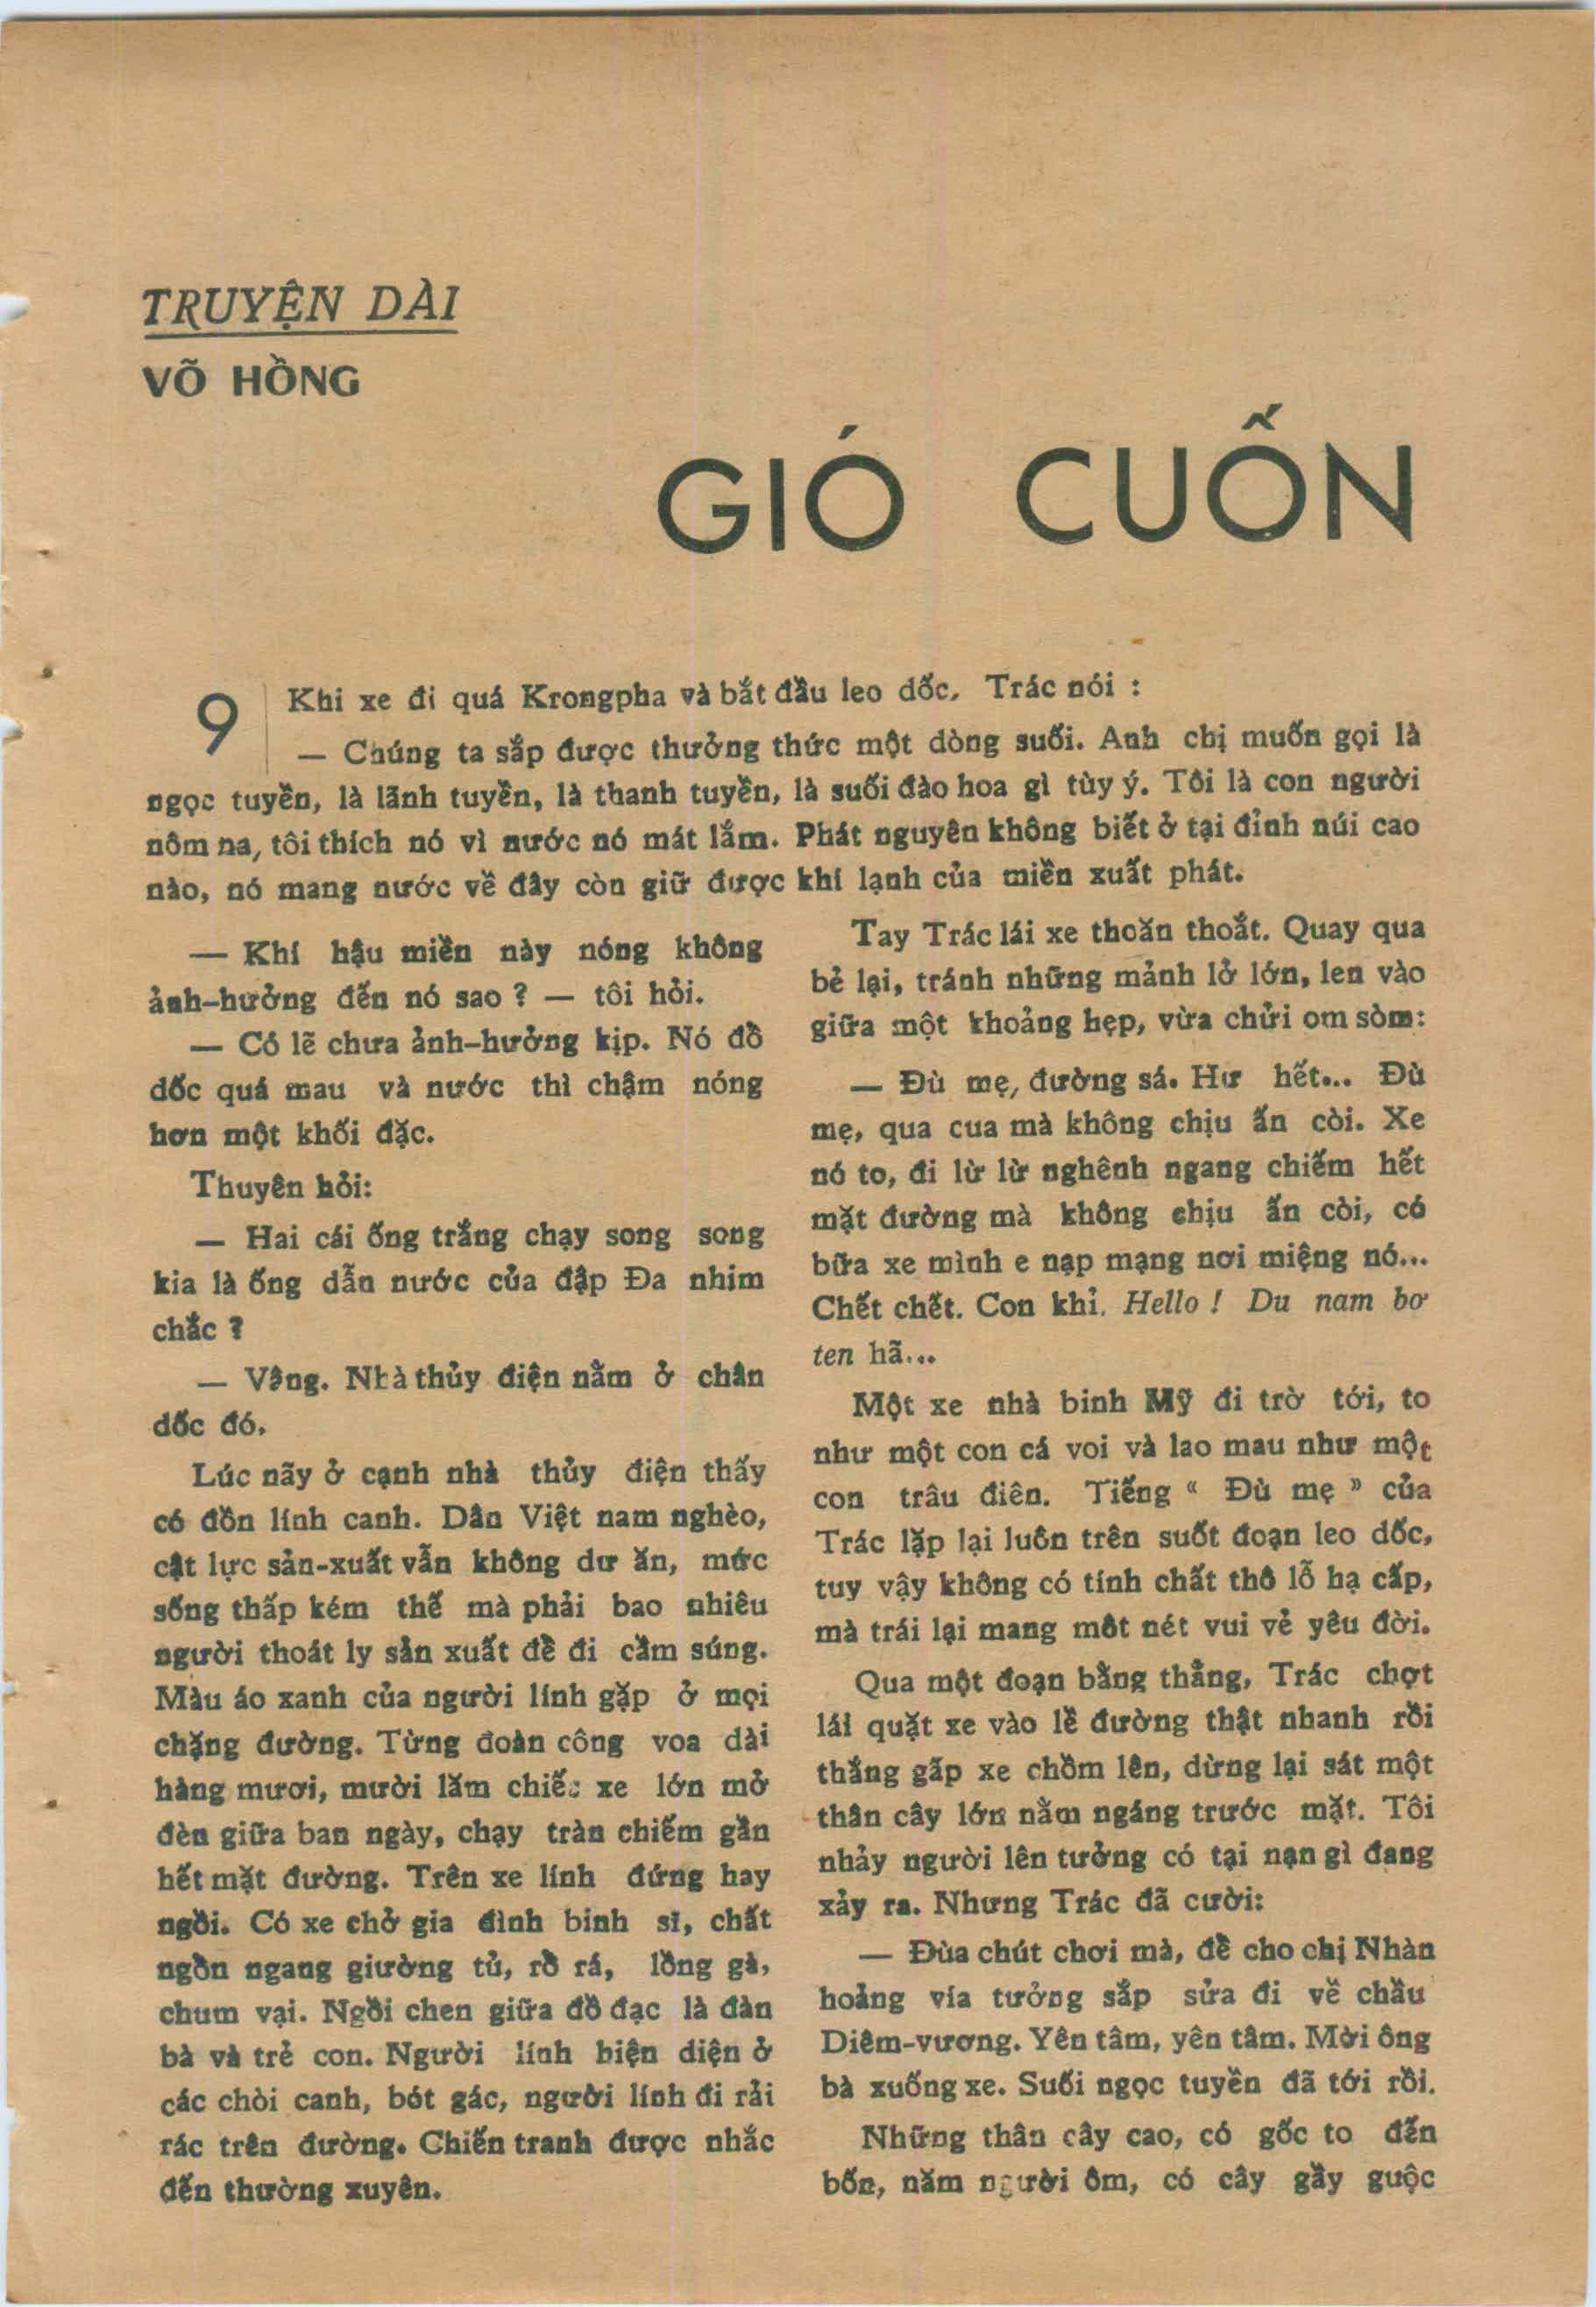 TRUYỆN DÀI
VÕ HỒNG
GIÓ CUỐN
9
Khi xe đi quá Krongpha và bắt đầu leo dốc, Trác nói :
— Chúng ta sắp được thưởng thức một dòng suối. Anh chị muốn gọi là
ngọc tuyền, là lãnh tuyền, là thanh tuyền, là suối đào hoa gì tùy ý. Tôi là con người
nôm na, tôi thích nó vì nước nó mát lắm. Phát nguyên không biết ở tại đỉnh núi cao
nào, nó mang nước về đây còn giữ được khí lạnh của miền xuất phát.
— Khí hậu miền này nóng không
ảnh-hưởng đến nó sao ? — tôi hỏi.
— Có lẽ chưa ảnh-hưởng kịp. Nó đổ
dốc quá mau và nước thì chậm nóng
hơn một khối đặc.
Thuyên hỏi:
— Hai cái ống trắng chạy song song
kia là ống dẫn nước của đập Đa nhim
chắc ?
— Vâng. Nhà thủy điện nằm ở chân
dốc đó.
Lúc nãy ở cạnh nhà thủy điện thấy
có đồn lính canh. Dân Việt nam nghèo,
cật lực sản-xuất vẫn không dư ăn, mức
sống thấp kém thế mà phải bao nhiêu
người thoát ly sản xuất để đi cầm súng.
Màu áo xanh của người lính gặp ở mọi
chặng đường. Từng đoàn công voa dài
hàng mươi, mười lăm chiếc xe lớn mở
đèn giữa ban ngày, chạy tràn chiếm gần
hết mặt đường. Trên xe lính đứng hay
ngồi. Có xe chở gia đình binh sĩ, chất
ngồn ngang giường tủ, rổ rá, lồng gà,
chum vại. Ngồi chen giữa đồ đạc là đàn
bà và trẻ con. Người lính hiện diện ở
các chòi canh, bót gác, người lính đi rải
rác trên đường. Chiến tranh được nhắc
đến thường xuyên.
Tay Trác lái xe thoăn thoắt. Quay qua
bẻ lại, tránh những mảnh lở lớn, len vào
giữa một khoảng hẹp, vừa chửi om sòm:
— Đù mẹ, đường sá. Hư hết... Đù
mẹ, qua cua mà không chịu ấn còi. Xe
nó to, đi lừ lừ nghênh ngang chiếm hết
mặt đường mà không chịu ấn còi, có
bữa xe mình e nạp mạng nơi miệng nó...
Chết chết. Con khỉ. Hello ! Du nam bơ
ten hã...
Một xe nhà binh Mỹ đi trờ tới, to
như một con cá voi và lao mau như một
con trâu điên. Tiếng « Đù mẹ » của
Trác lặp lại luôn trên suốt đoạn leo dốc,
tuy vậy không có tính chất thô lỗ hạ cấp,
mà trái lại mang môt nét vui vẻ yêu đời.
Qua một đoạn bằng thẳng, Trác chợt
lái quặt xe vào lề đường thật nhanh rồi
thắng gấp xe chồm lên, dừng lại sát một
thân cây lớn nằm ngáng trước mặt. Tôi
nhảy người lên tưởng có tại nạn gì đang
xảy ra. Nhưng Trác đã cười:
— Đùa chút chơi mà, để cho chị Nhàn
hoảng vía tưởng sắp sửa đi về chầu
Diêm-vương. Yên tâm, yên tâm. Mời ông
bà xuống xe. Suối ngọc tuyền đã tới rồi.
Những thân cây cao, có gốc to đến
bốn, năm người ôm, có cây gầy guộc